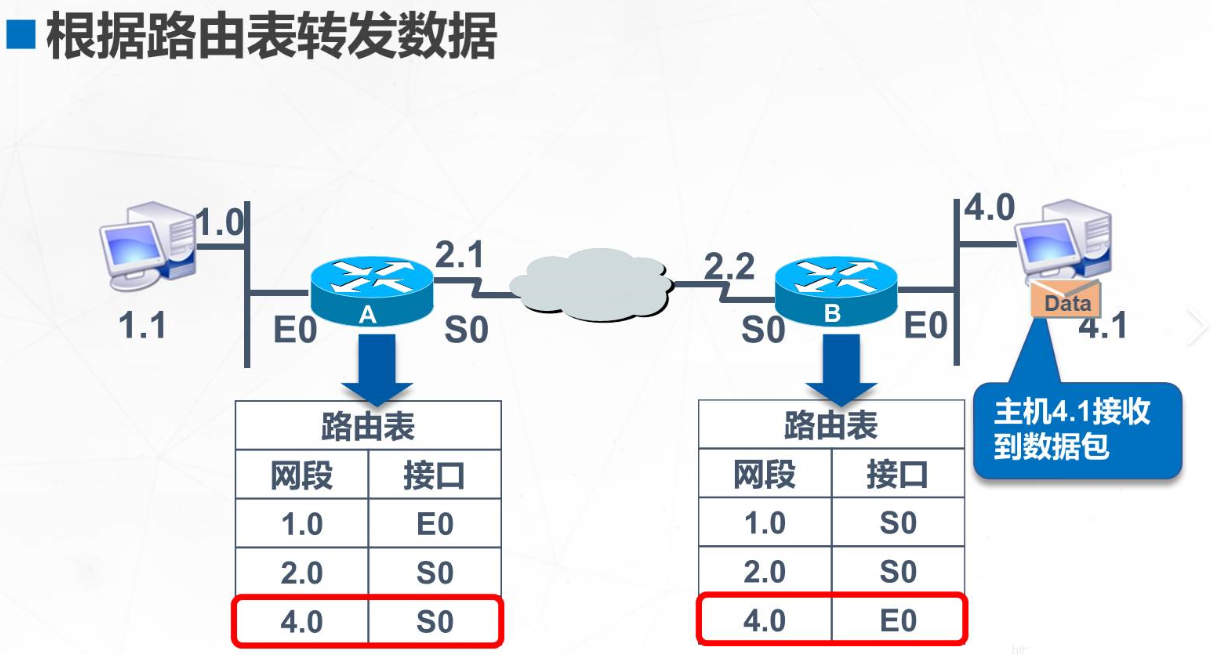 根据路由表转发数据
1.0
4.0
2.1
2.2
A
B
Data
1.1
E0
S0
S0
E0
4.1
主机4.1接收
到数据包
路由表
网段 接口
1.0 E0
2.0 S0
4.0 S0
路由表
网段 接口
1.0 S0
2.0 S0
4.0 E0